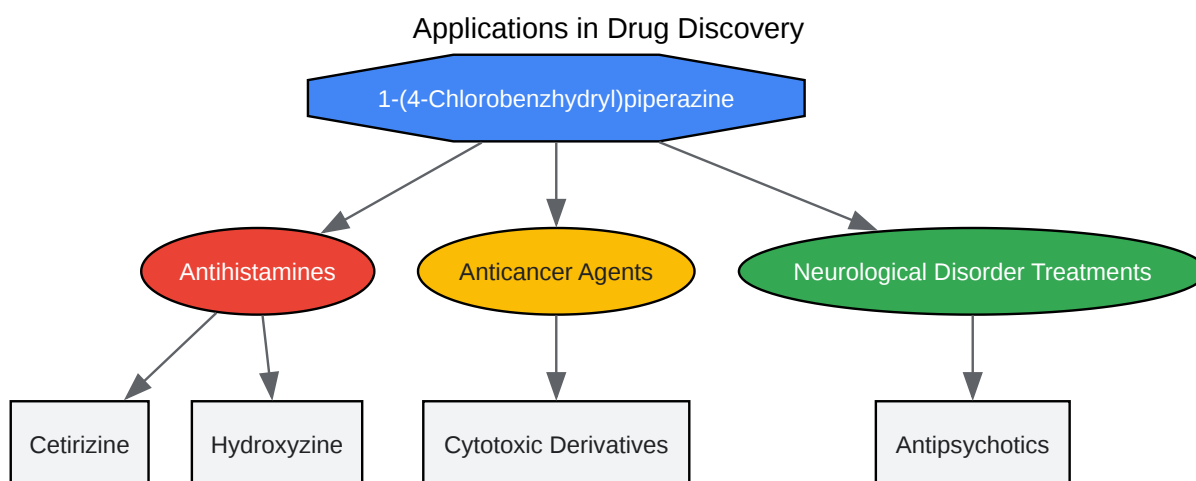 Applications in Drug Discovery
1-(4-Chlorobenzhydryl)piperazine
Antihistamines
Anticancer Agents
Neurological Disorder Treatments
Cetirizine
Hydroxyzine
Cytotoxic Derivatives
Antipsychotics